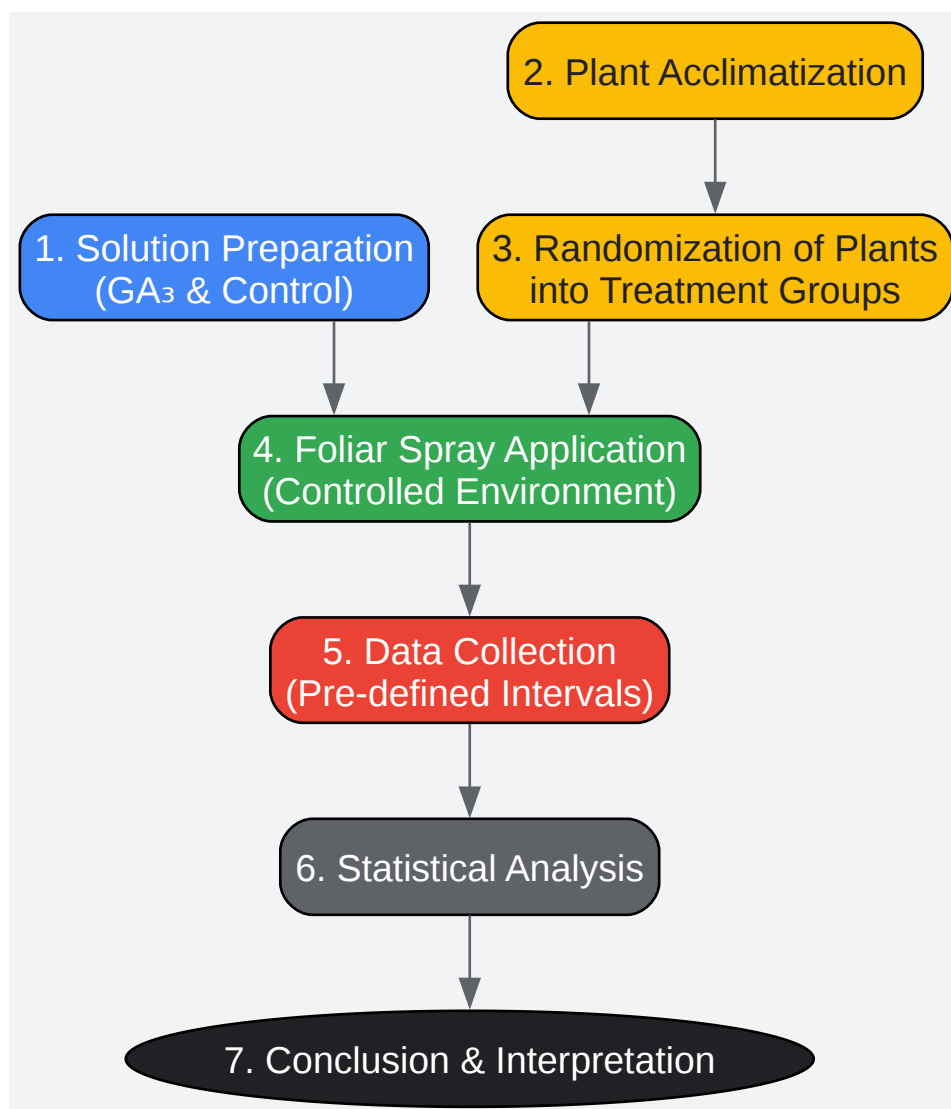 2. Plant Acclimatization
1. Solution Preparation
(GA₃ & Control)
3. Randomization of Plants
into Treatment Groups
4. Foliar Spray Application
(Controlled Environment)
5. Data Collection
(Pre-defined Intervals)
6. Statistical Analysis
7. Conclusion & Interpretation